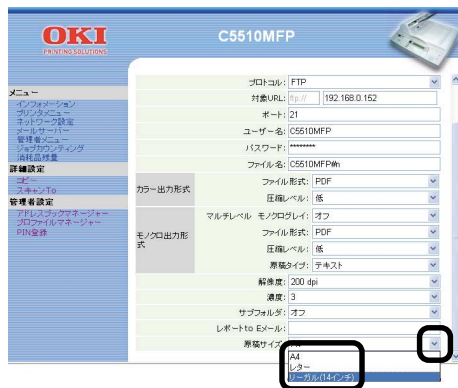 OKI
PRINTING SOLUTIONS
C5510MFP
メニュー
インフォメーション
プリンタメニュー
ネットワーク設定
メールサーバー
管理者メニュー
ジョブカウンティング
消耗品残量
詳細設定
コピー
スキャンTo
管理者設定
アドレスブックマネージャー
プロファイルマネージャー
PIN登録
プロトコル: FTP
対象URL: ftp:// 192.168.0.152
ポート: 21
ユーザー名: C5510MFP
パスワード: ********
ファイル名: C5510MFP#n
カラー出力形式
ファイル形式: PDF
圧縮レベル: 低
モノクロ出力形式
マルチレベル モノクログレイ: オフ
ファイル形式: PDF
圧縮レベル: 低
原稿タイプ: テキスト
解像度: 200 dpi
濃度: 3
サブフォルダ: オフ
レポートto Eメール:
原稿サイズ:
A4
レター
リーガル(14インチ)